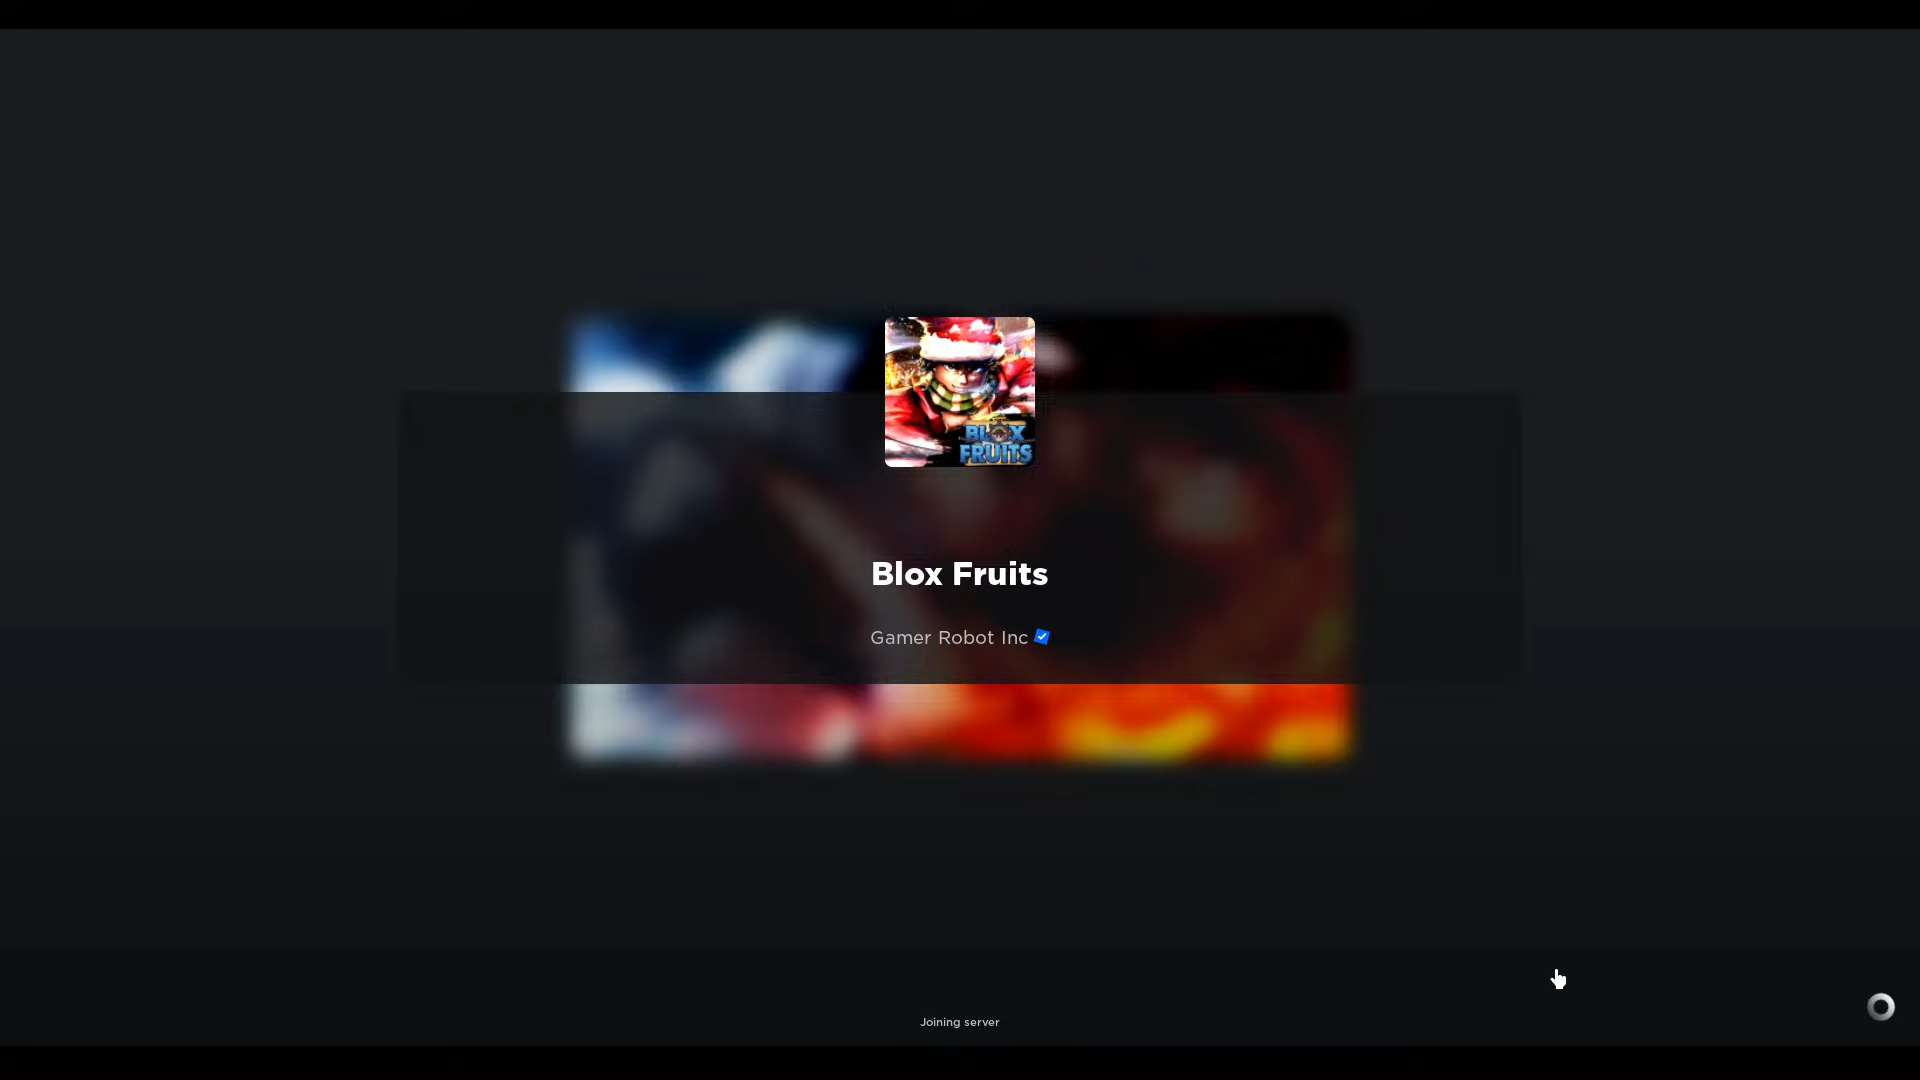 BLOX
FRUITS
Blox Fruits
Gamer Robot Inc
Joining server